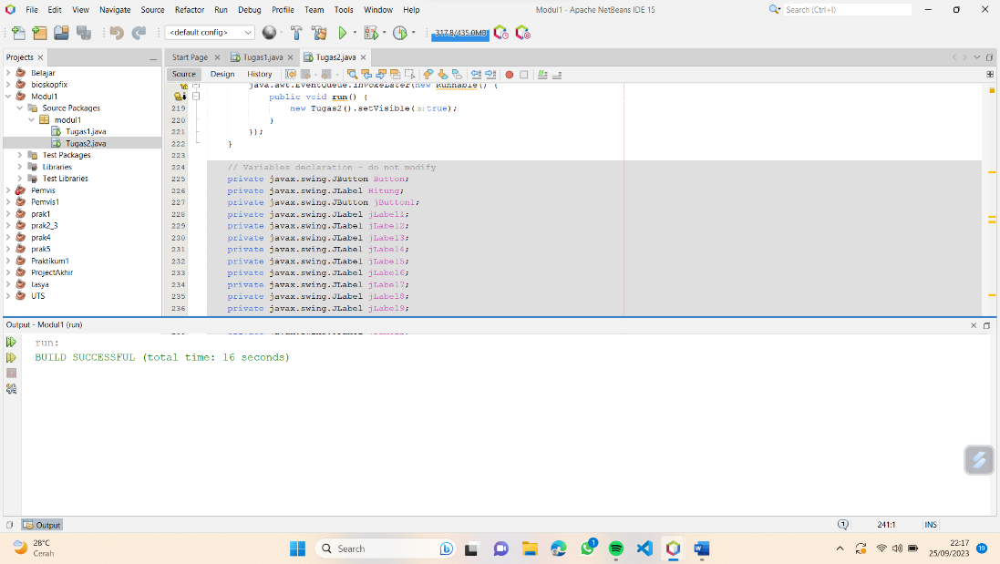 File Edit View Navigate Source Refactor Run Debug Profile Team Tools Window Help
Modul1 - Apache NetBeans IDE 15
Search (Ctrl+I)
<default config>
317.8/435.0MB
Projects
Start Page
Tugas1.java
Tugas2.java
Source Design History
Belajar
bioskopfix
Modul1
Source Packages
modul1
Tugas1.java
Tugas2.java
Test Packages
Libraries
Test Libraries
Pemvis
Pemvis1
prak1
prak2_3
prak4
prak5
Praktikum1
ProjectAkhir
tasya
UTS
java.awt.EventQueue.invokeLater(new Runnable() {
public void run() {
219 new Tugas2().setVisible(b:true);
220 }
221 });
222 }
223
224 // Variables declaration - do not modify
225 private javax.swing.JButton Button;
226 private javax.swing.JLabel Hitung;
227 private javax.swing.JButton jButton1;
228 private javax.swing.JLabel jLabel1;
229 private javax.swing.JLabel jLabel2;
230 private javax.swing.JLabel jLabel3;
231 private javax.swing.JLabel jLabel4;
232 private javax.swing.JLabel jLabel5;
233 private javax.swing.JLabel jLabel6;
234 private javax.swing.JLabel jLabel7;
235 private javax.swing.JLabel jLabel8;
236 private javax.swing.JLabel jLabel9;
Output - Modul1 (run)
run:
BUILD SUCCESSFUL (total time: 16 seconds)
Output
1
241:1
INS
28°C
Cerah
Search
1
22:17
25/09/2023
19